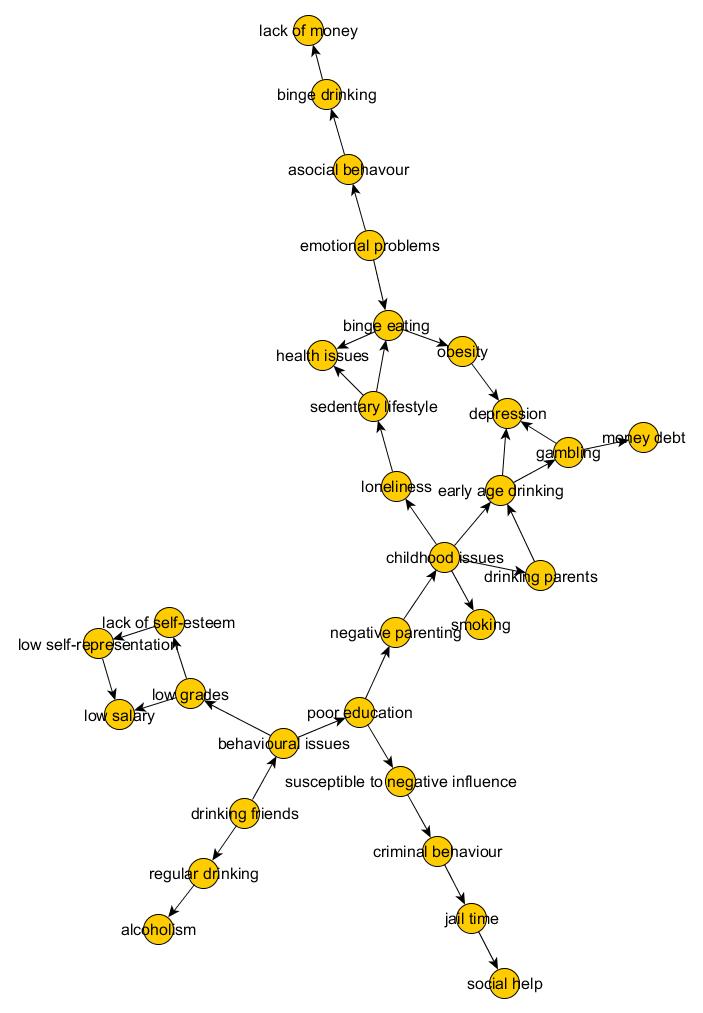 lack of money
binge drinking
asocial behavour
emotional problems
binge eating
health issues
obesity
sedentary lifestyle
depression
money debt
gambling
loneliness
early age drinking
childhood issues
drinking parents
lack of self-esteem
smoking
negative parenting
low self-representation
low grades
low salary
poor education
behavioural issues
susceptible to negative influence
drinking friends
criminal behaviour
regular drinking
jail time
alcoholism
social help